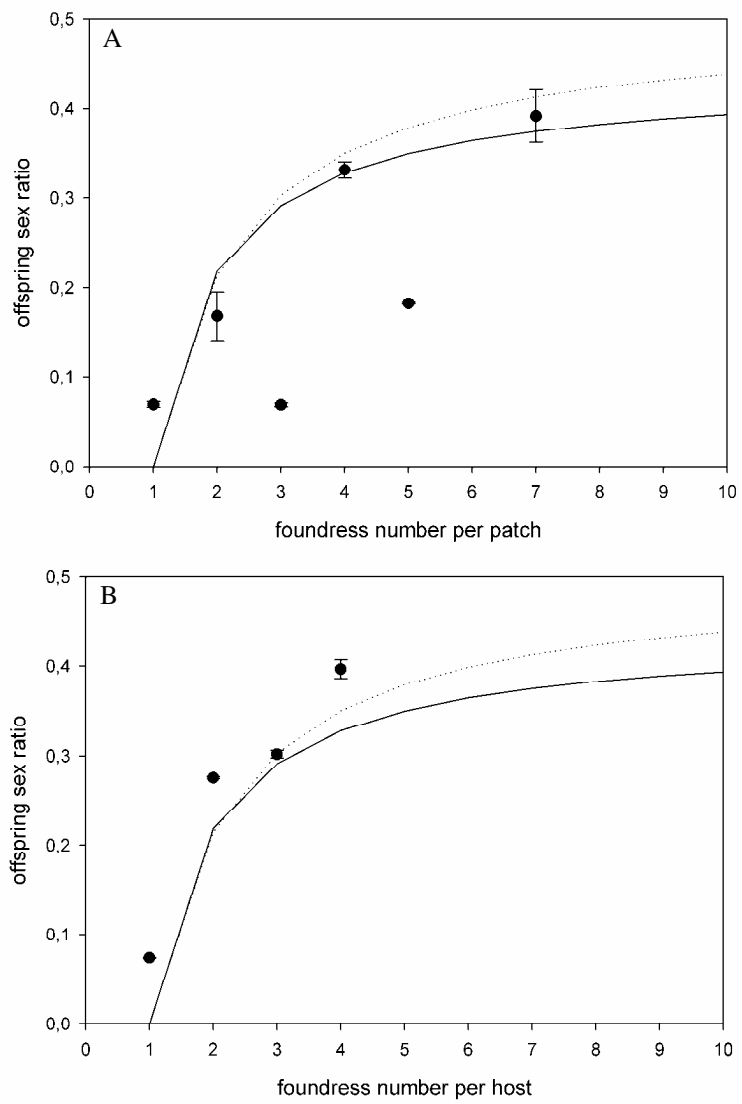 A
0,5
0,4
0,3
0,2
0,1
0,0
offspring sex ratio
0 1 2 3 4 5 6 7 8 9 10
foundress number per patch
B
0,5
0,4
0,3
0,2
0,1
0,0
offspring sex ratio
0 1 2 3 4 5 6 7 8 9 10
foundress number per host